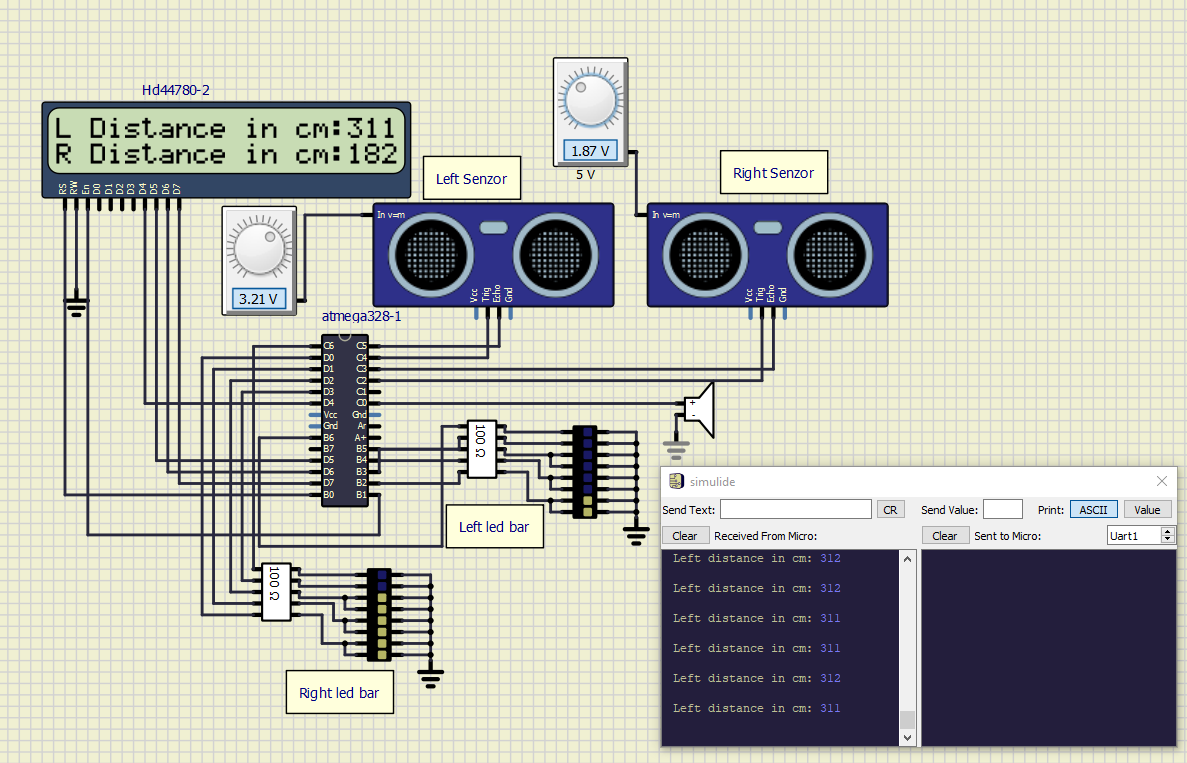 Hd44780-2
L Distance in cm:311
R Distance in cm:182
RS RW En D0 D1 D2 D3 D4 D5 D6 D7
1.87 V
5 V
Left Senzor
Right Senzor
In v=m
Vcc Trig Echo Gnd
In v=m
Vcc Trig Echo Gnd
3.21 V
atmega328-1
C6 C5
D0 C4
D1 C3
D2 C2
D3 C1
D4 C0
Vcc Gnd
Gnd Ar
B6 A+
B7 B5
D5 B4
D6 B3
D7 B2
B0 B1
+
-
100 Ω
Left led bar
100 Ω
Right led bar
simulide
Send Text: CR Send Value: Print: ASCII Value
Clear Received From Micro: Clear Sent to Micro: Uart1
Left distance in cm: 312
Left distance in cm: 312
Left distance in cm: 311
Left distance in cm: 311
Left distance in cm: 312
Left distance in cm: 311